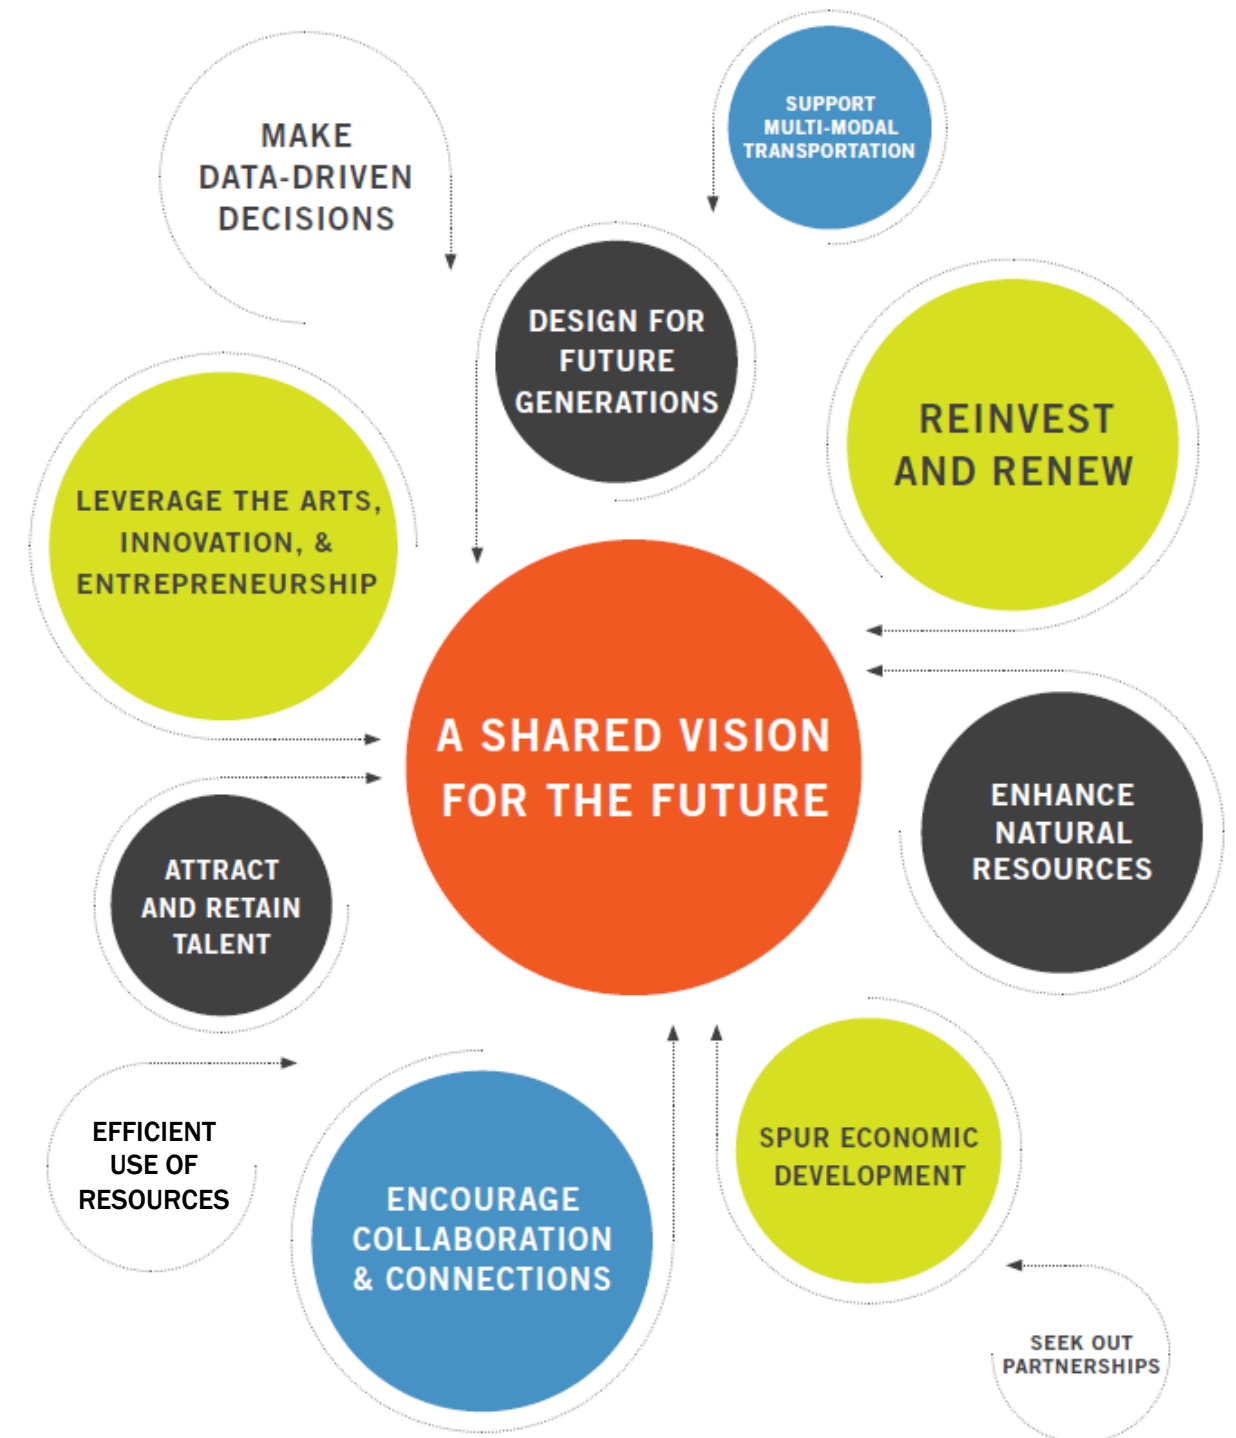 SUPPORT
MULTI-MODAL
TRANSPORTATION
MAKE
DATA-DRIVEN
DECISIONS
DESIGN FOR
FUTURE
GENERATIONS
REINVEST
AND RENEW
LEVERAGE THE ARTS,
INNOVATION, &
ENTREPRENEURSHIP
A SHARED VISION
FOR THE FUTURE
ENHANCE
NATURAL
RESOURCES
ATTRACT
AND RETAIN
TALENT
EFFICIENT
USE OF
RESOURCES
ENCOURAGE
COLLABORATION
& CONNECTIONS
SPUR ECONOMIC
DEVELOPMENT
SEEK OUT
PARTNERSHIPS